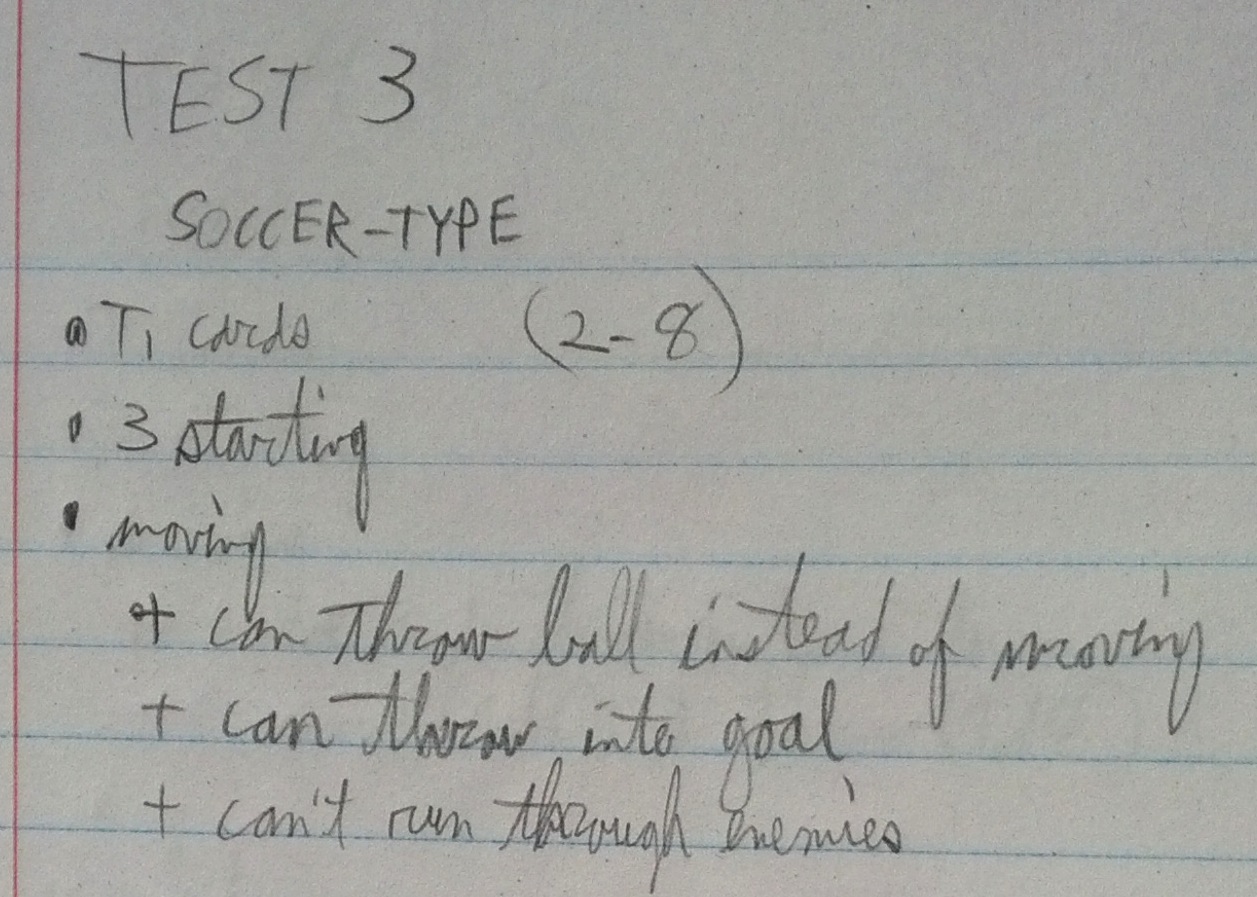 TEST 3
SOCCER-TYPE
• T1 cards (2-8)
• 3 starting
• moving
+ can throw ball instead of moving
+ can throw into goal
+ can't run through enemies